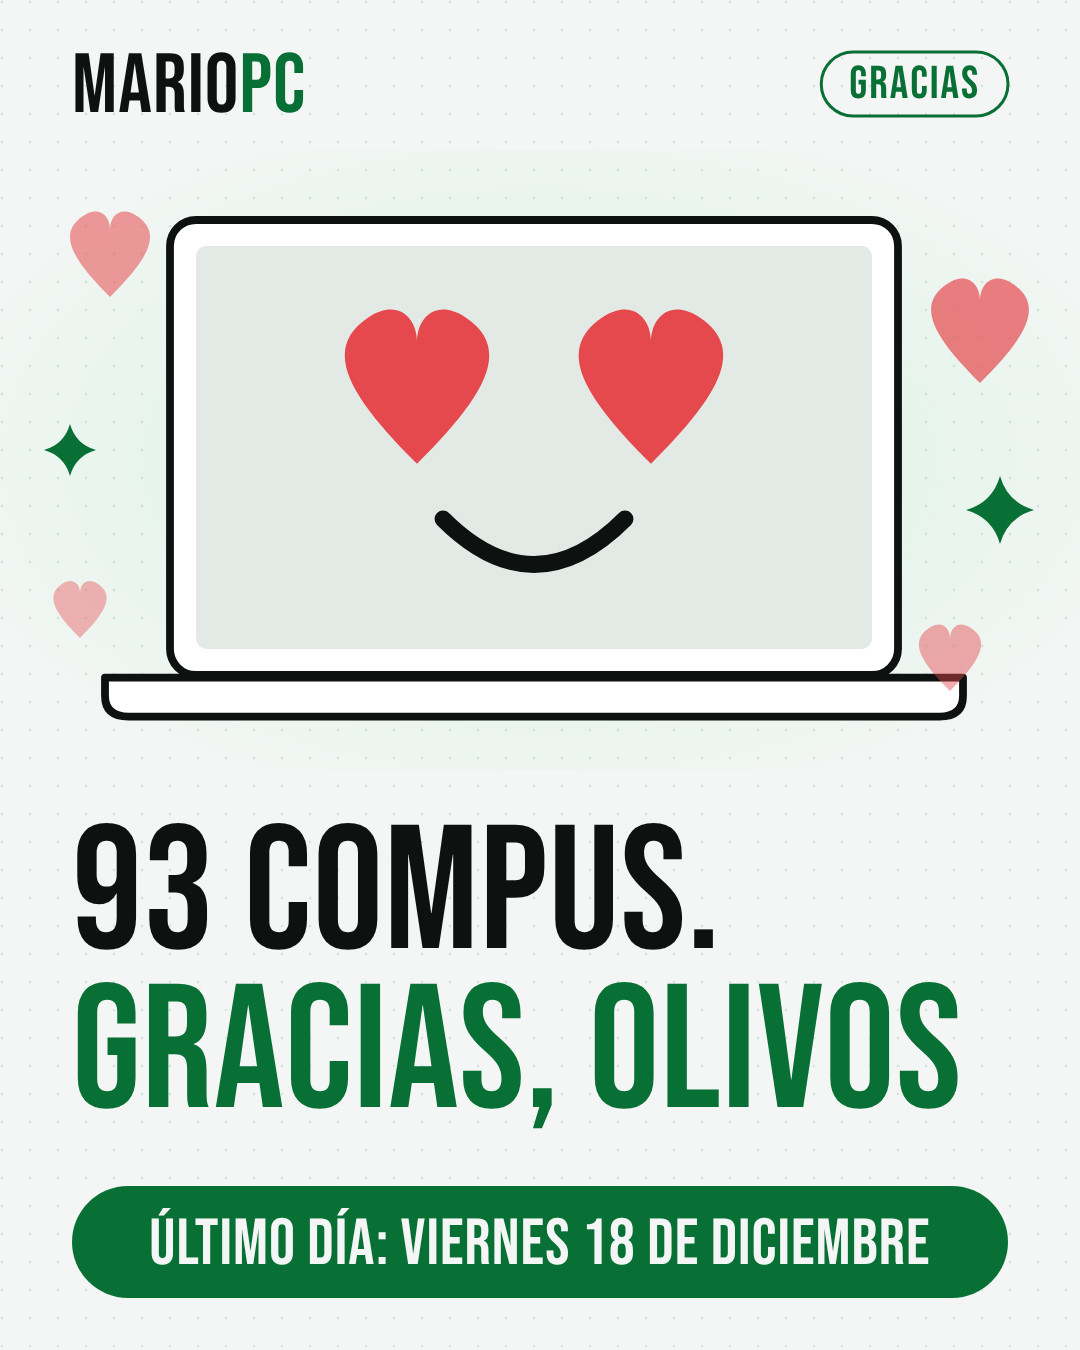 MARIOPC
GRACIAS
93 COMPUS.
GRACIAS, OLIVOS
ÚLTIMO DÍA: VIERNES 18 DE DICIEMBRE